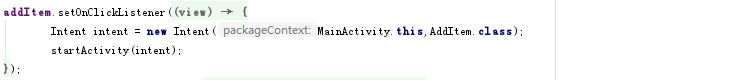 addItem.setOnClickListener((view) → {
Intent intent = new Intent( packageContext: MainActivity.this,AddItem.class);
startActivity(intent);
});